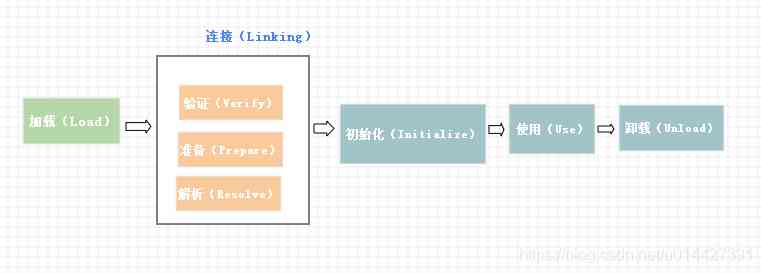 连接（Linking）
加载（Load）
验证（Verify）
准备（Prepare）
解析（Resolve）
初始化（Initialize）
使用（Use）
卸载（Unload）
https://blog.csdn.net/u014427391